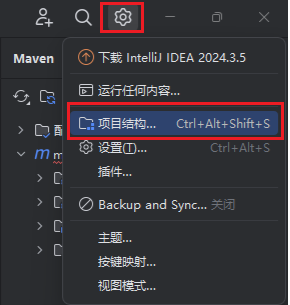 Maven
下载 IntelliJ IDEA 2024.3.5
运行任何内容...
项目结构... Ctrl+Alt+Shift+S
设置(T)... Ctrl+Alt+S
插件...
Backup and Sync... 关闭
主题...
按键映射...
视图模式...
m